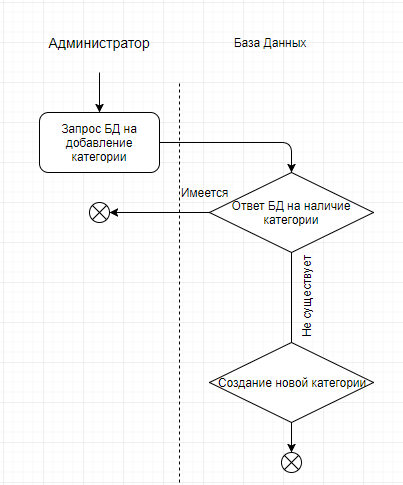 Администратор
База Данных
Запрос БД на
добавление
категории
Имеется
Ответ БД на наличие
категории
Не существует
Создание новой категории